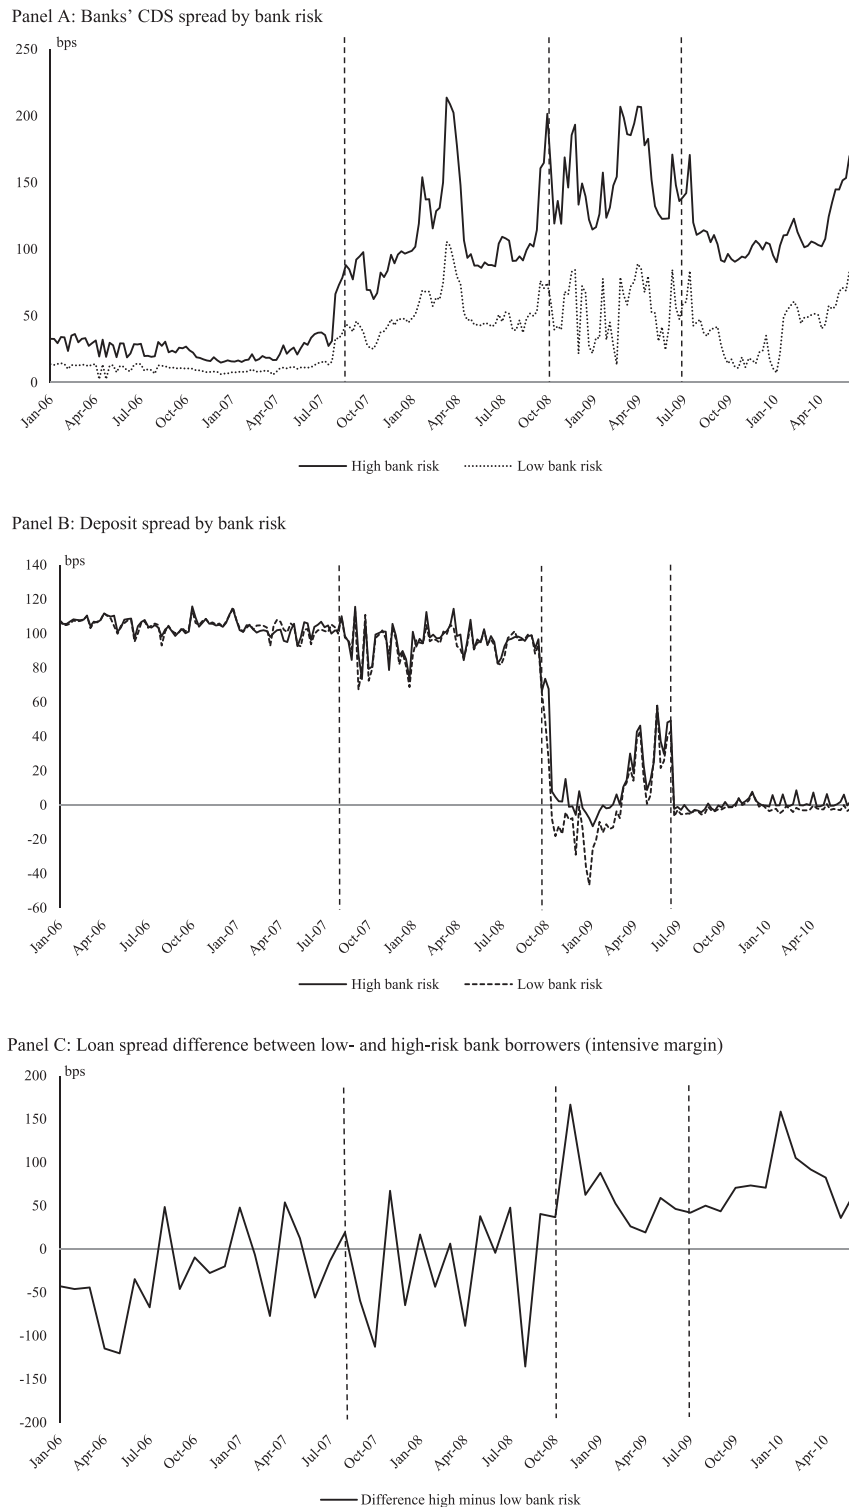 Panel A: Banks’ CDS spread by bank risk
bps
250
200
150
100
50
0
Jan-06 Apr-06 Jul-06 Oct-06 Jan-07 Apr-07 Jul-07 Oct-07 Jan-08 Apr-08 Jul-08 Oct-08 Jan-09 Apr-09 Jul-09 Oct-09 Jan-10 Apr-10
High bank risk Low bank risk
Panel B: Deposit spread by bank risk
bps
140
120
100
80
60
40
20
0
-20
-40
-60
Jan-06 Apr-06 Jul-06 Oct-06 Jan-07 Apr-07 Jul-07 Oct-07 Jan-08 Apr-08 Jul-08 Oct-08 Jan-09 Apr-09 Jul-09 Oct-09 Jan-10 Apr-10
High bank risk Low bank risk
Panel C: Loan spread difference between low- and high-risk bank borrowers (intensive margin)
bps
200
150
100
50
0
-50
-100
-150
-200
Jan-06 Apr-06 Jul-06 Oct-06 Jan-07 Apr-07 Jul-07 Oct-07 Jan-08 Apr-08 Jul-08 Oct-08 Jan-09 Apr-09 Jul-09 Oct-09 Jan-10 Apr-10
Difference high minus low bank risk